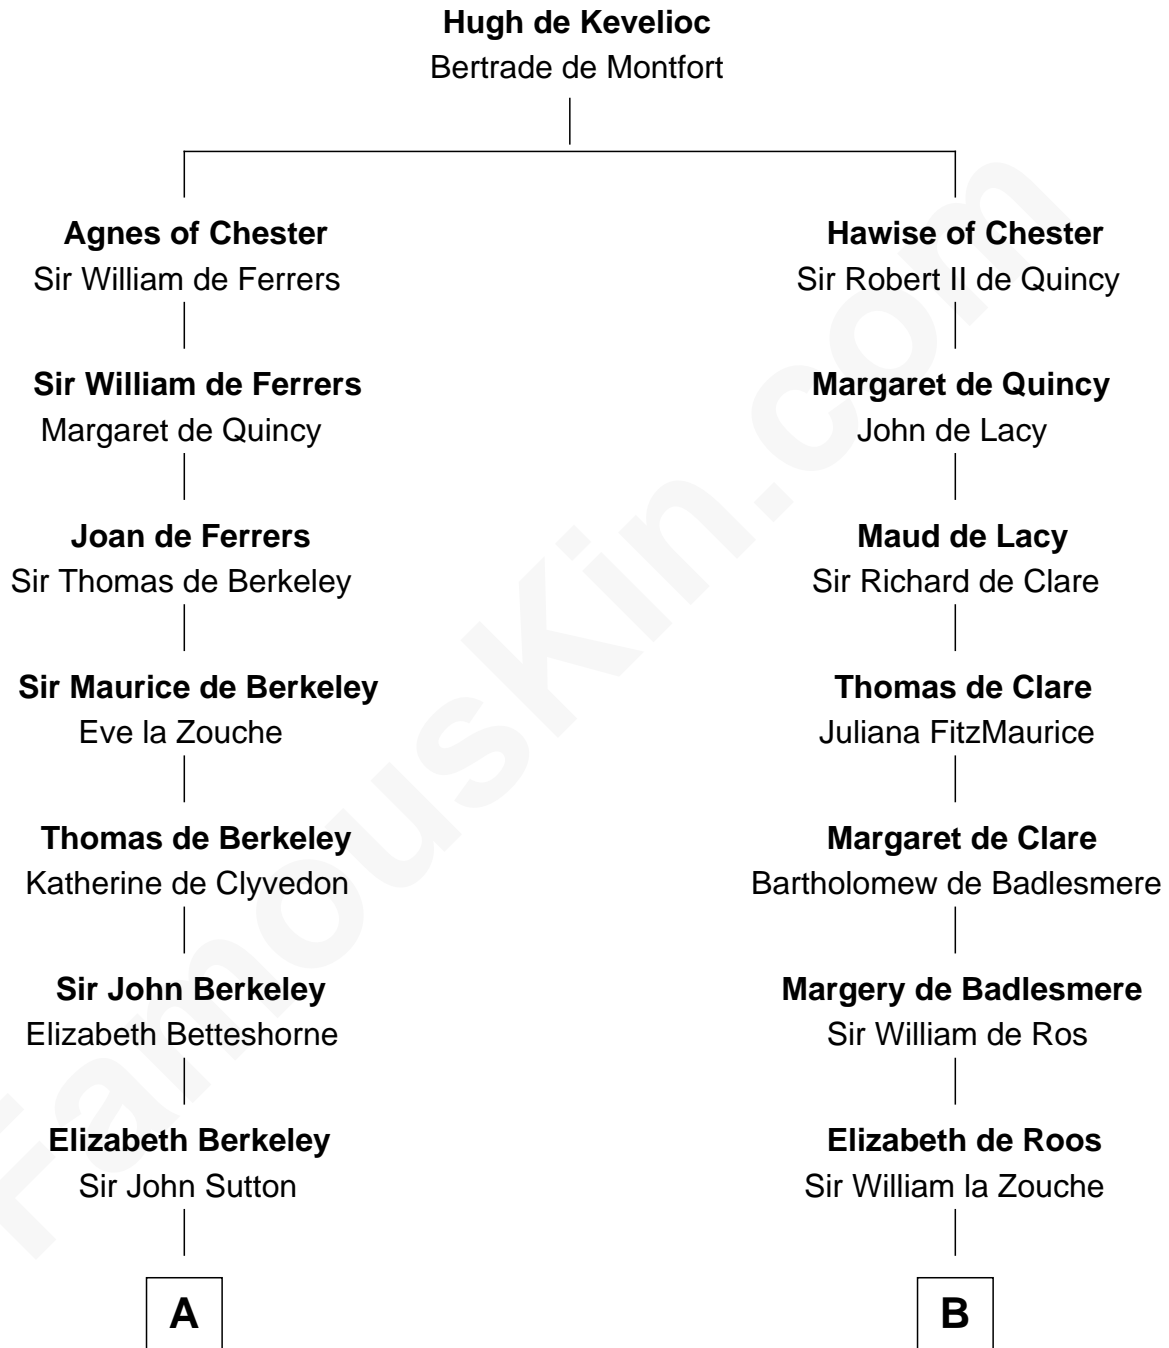 Hugh de Kevelioc
Bertrade de Montfort
Agnes of Chester
Sir William de Ferrers
Hawise of Chester
Sir Robert II de Quincy
Sir William de Ferrers
Margaret de Quincy
Margaret de Quincy
John de Lacy
Joan de Ferrers
Sir Thomas de Berkeley
Maud de Lacy
Sir Richard de Clare
Sir Maurice de Berkeley
Eve la Zouche
Thomas de Clare
Juliana FitzMaurice
Thomas de Berkeley
Katherine de Clyvedon
Margaret de Clare
Bartholomew de Badlesmere
Sir John Berkeley
Elizabeth Betteshorne
Margery de Badlesmere
Sir William de Ros
Elizabeth Berkeley
Sir John Sutton
Elizabeth de Roos
Sir William la Zouche
A
B
FamousKin.com